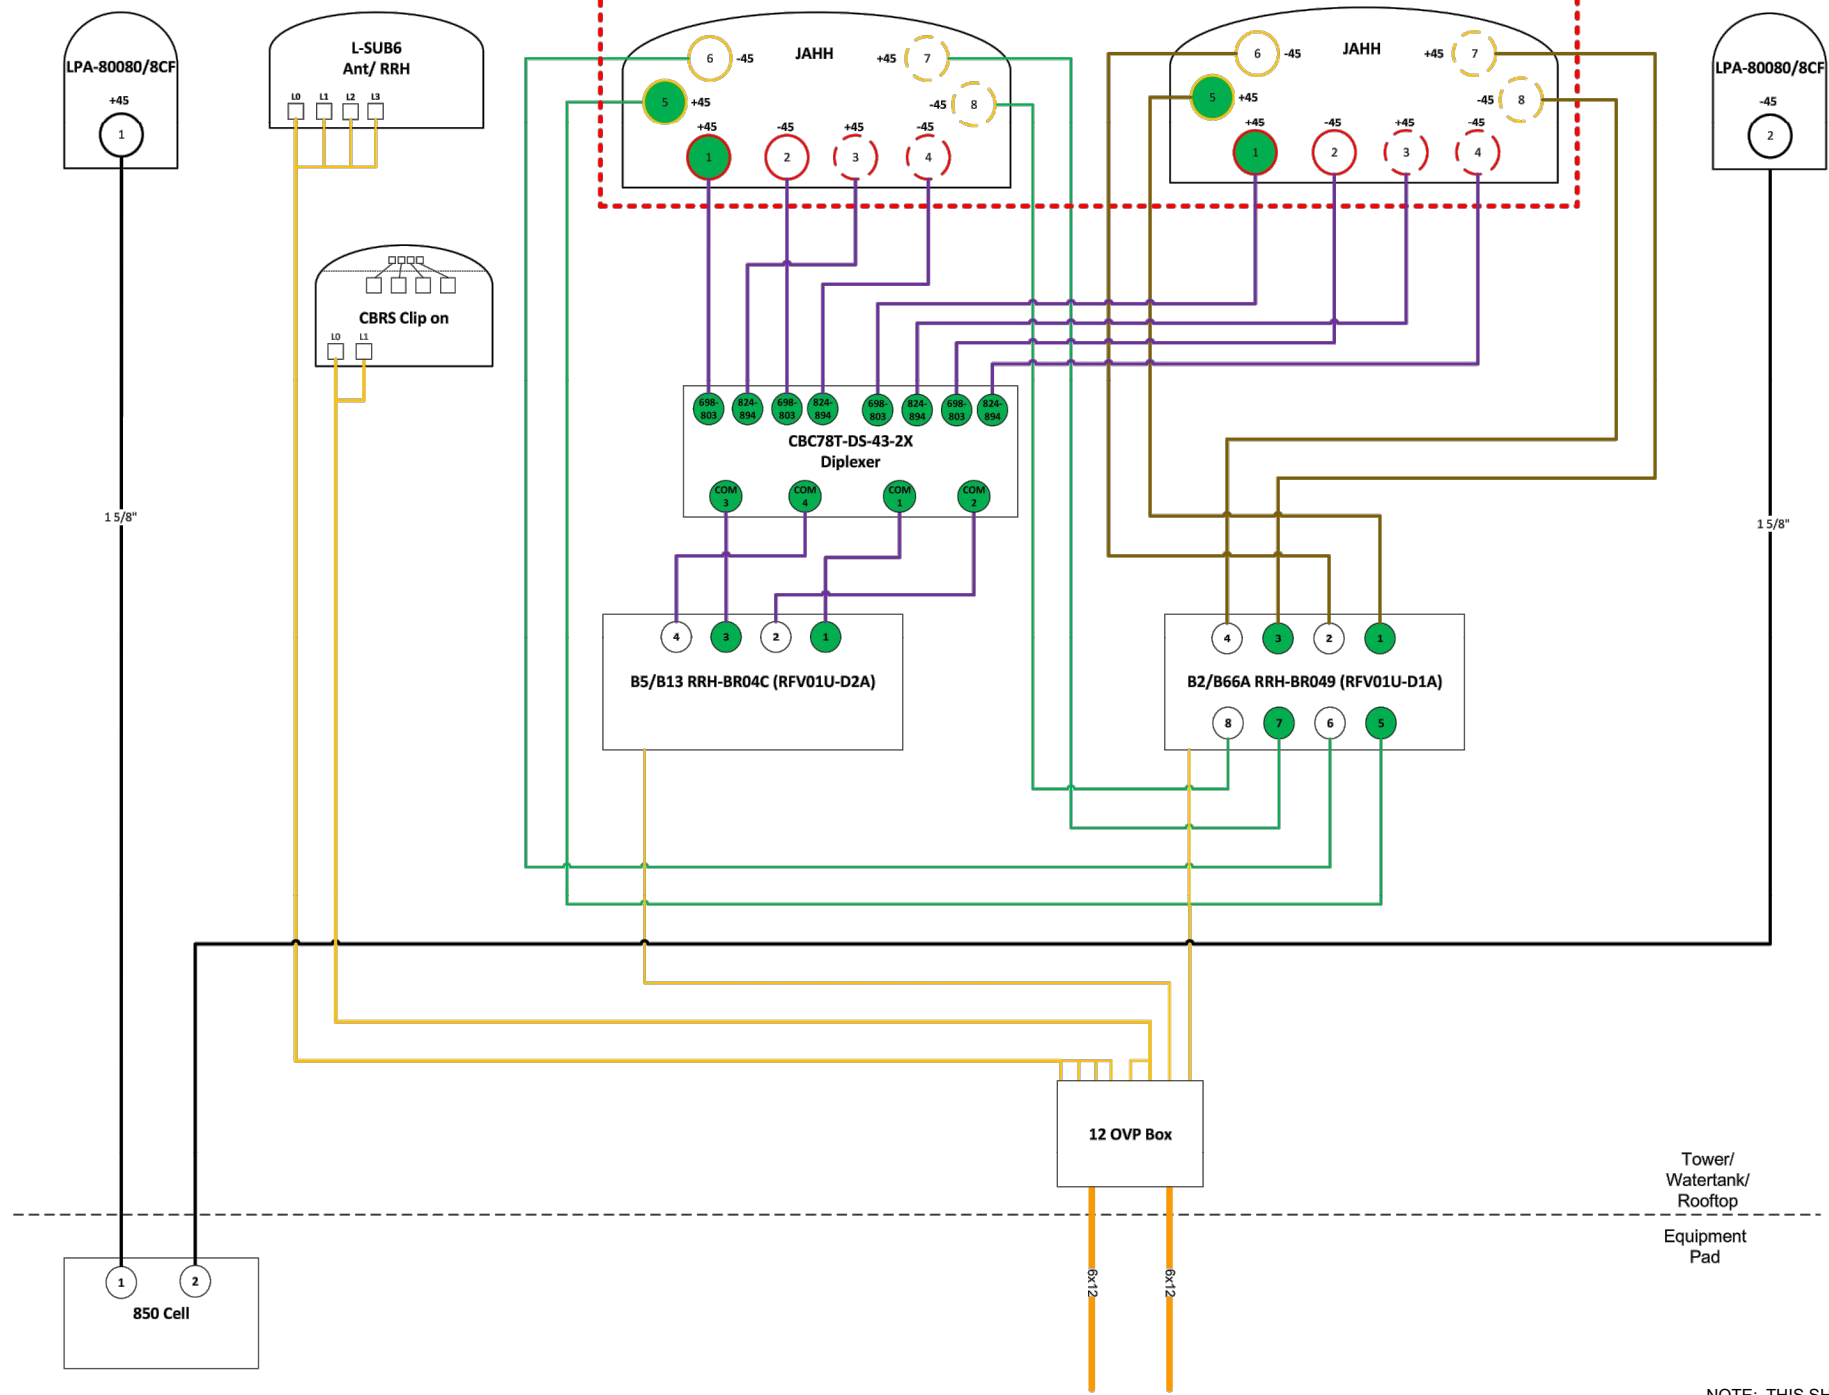 LPA-80080/8CF
+45
1
L-SUB6
Ant/ RRH
L0 L1 L2 L3
JAHH
6 -45
+45 7
5 +45
-45 8
+45 -45 +45 -45
1 2 3 4
JAHH
6 -45
+45 7
5 +45
-45 8
+45 -45 +45 -45
1 2 3 4
LPA-80080/8CF
-45
2
CBRS Clip on
L0 L1
698-
803
824-
894
698-
803
824-
894
698-
803
824-
894
698-
803
824-
894
CBC78T-DS-43-2X
Diplexer
COM
3
COM
4
COM
1
COM
2
1 5/8"
1 5/8"
4 3 2 1
B5/B13 RRH-BR04C (RFV01U-D2A)
4 3 2 1
B2/B66A RRH-BR049 (RFV01U-D1A)
8 7 6 5
12 OVP Box
Tower/
Watertank/
Rooftop
Equipment
Pad
6x12
6x12
1 2
850 Cell
NOTE: THIS SH